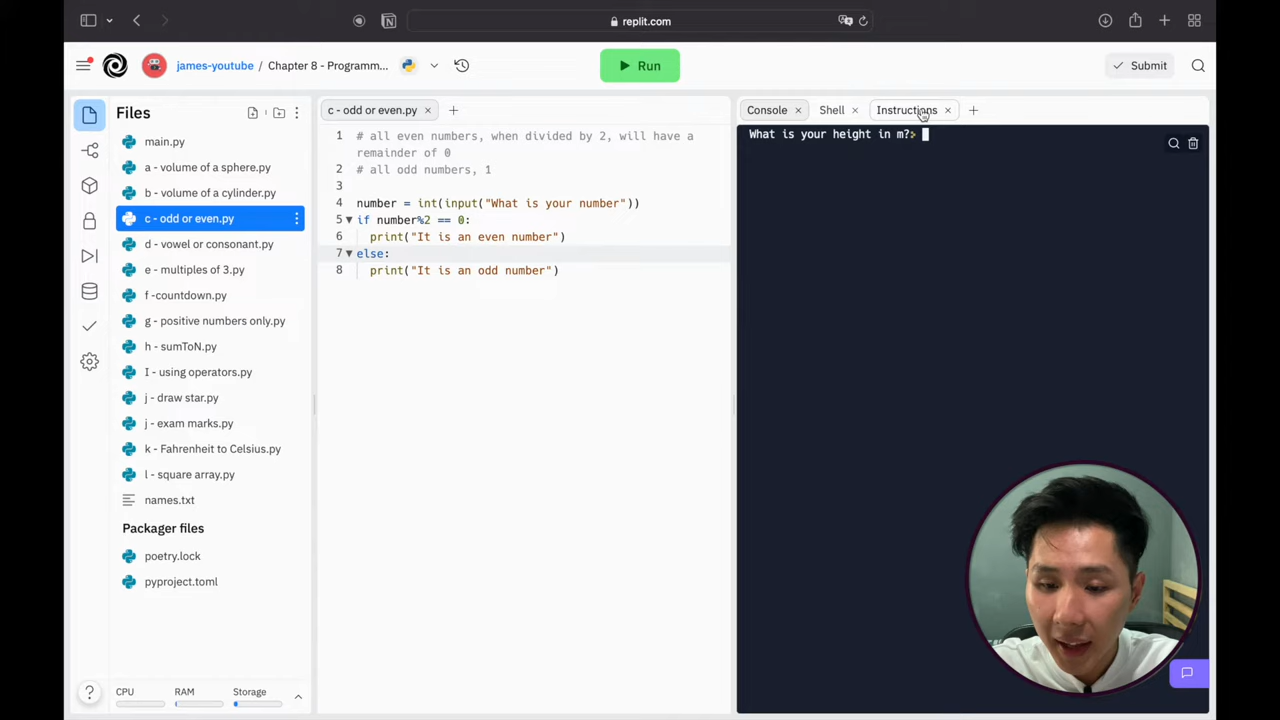 replit.com
james-youtube / Chapter 8 - Programm...
Run
Submit
Files
main.py
a - volume of a sphere.py
b - volume of a cylinder.py
c - odd or even.py
d - vowel or consonant.py
e - multiples of 3.py
f -countdown.py
g - positive numbers only.py
h - sumToN.py
I - using operators.py
j - draw star.py
j - exam marks.py
k - Fahrenheit to Celsius.py
l - square array.py
names.txt
Packager files
poetry.lock
pyproject.toml
CPU
RAM
Storage
c - odd or even.py
1 # all even numbers, when divided by 2, will have a
remainder of 0
2 # all odd numbers, 1
3
4 number = int(input("What is your number"))
5 if number%2 == 0:
6 print("It is an even number")
7 else:
8 print("It is an odd number")
Console
Shell
Instructions
What is your height in m?